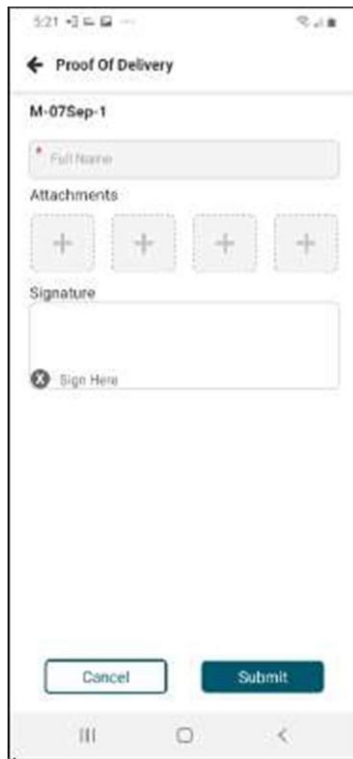 5:21
Proof Of Delivery
M-07Sep-1
* Full Name
Attachments
Signature
X Sign Here
Cancel Submit